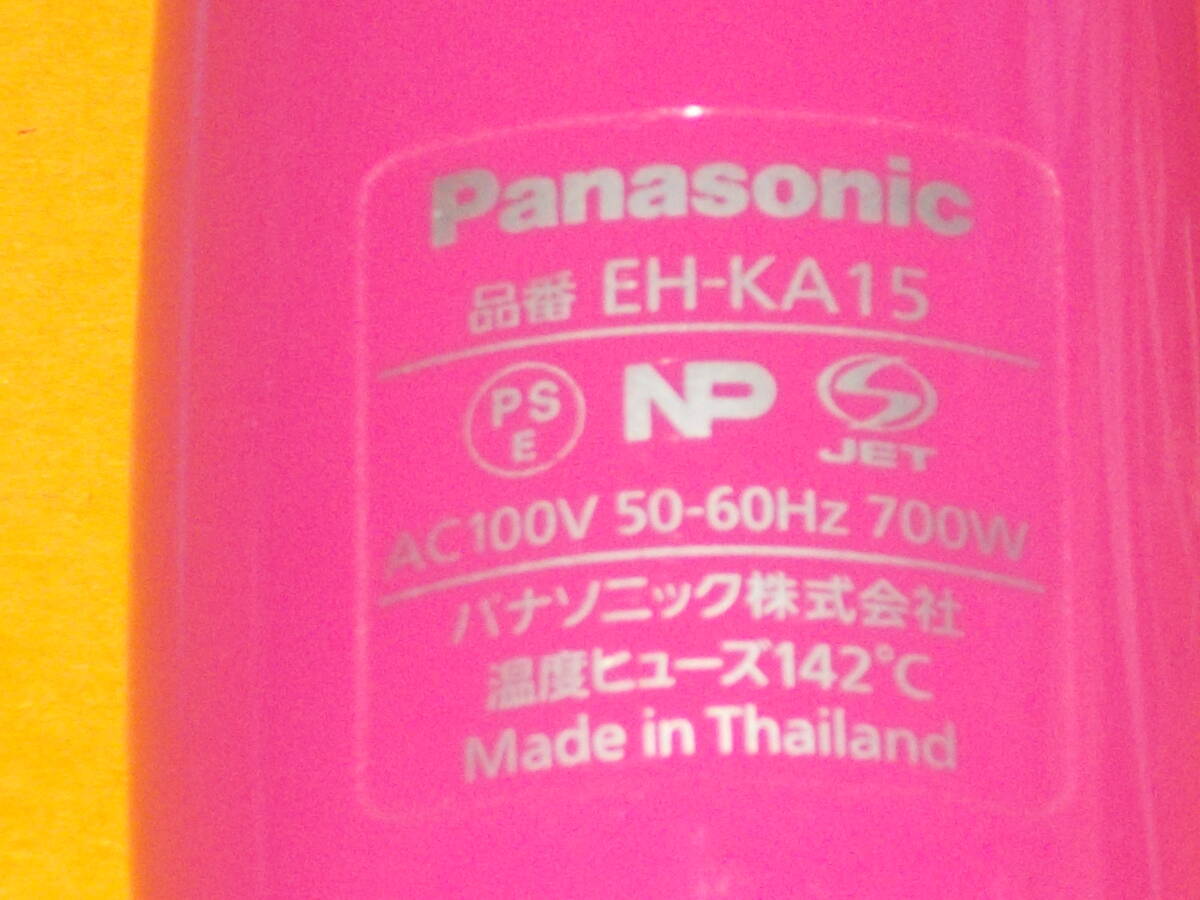 Panasonic
品番 EH-KA15
PS
E
NP
JET
AC100V 50-60Hz 700W
パナソニック株式会社
温度ヒューズ142℃
Made in Thailand